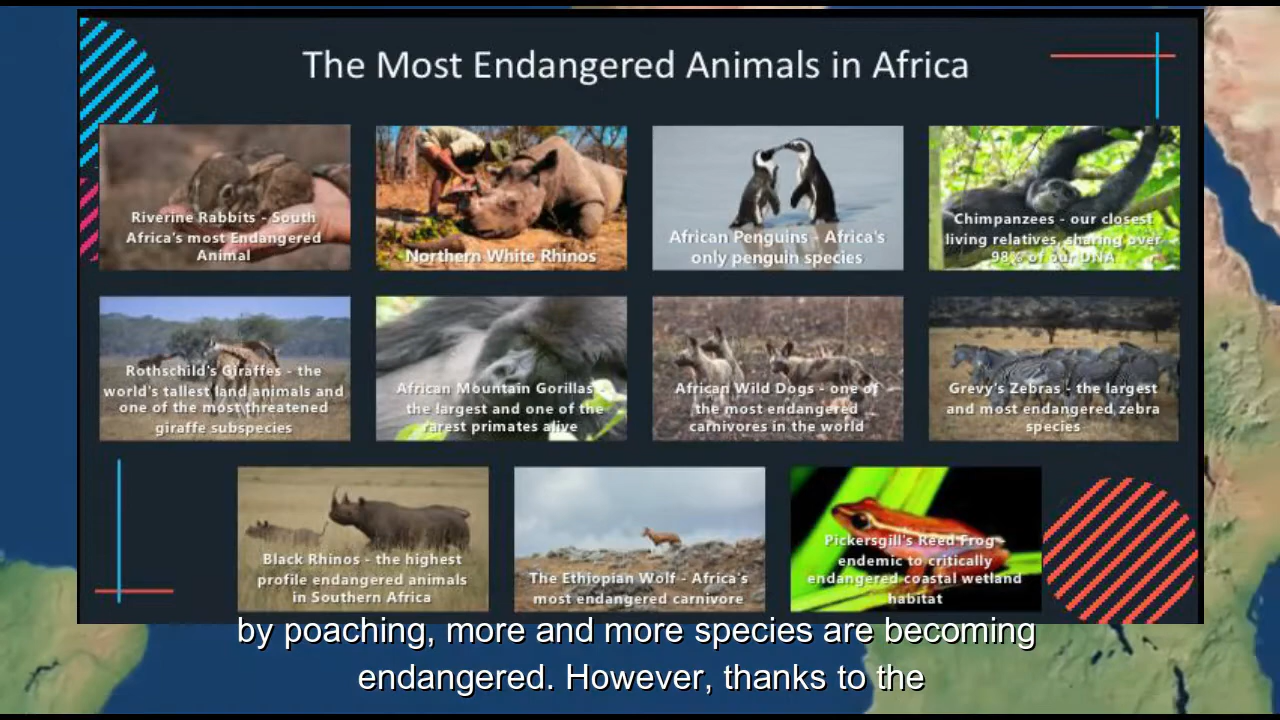 The Most Endangered Animals in Africa
Riverine Rabbits - South
Africa's most Endangered
Animal
Northern White Rhinos
African Penguins - Africa's
only penguin species
Chimpanzees - our closest
living relatives, sharing over
98% of our DNA
Rothschild's Giraffes - the
world's tallest land animals and
one of the most threatened
giraffe subspecies
African Mountain Gorillas -
the largest and one of the
rarest primates alive
African Wild Dogs - one of
the most endangered
carnivores in the world
Grevy's Zebras - the largest
and most endangered zebra
species
Black Rhinos - the highest
profile endangered animals
in Southern Africa
The Ethiopian Wolf - Africa's
most endangered carnivore
Pickersgill's Reed Frog -
endemic to critically
endangered coastal wetland
habitat
by poaching, more and more species are becoming
endangered. However, thanks to the